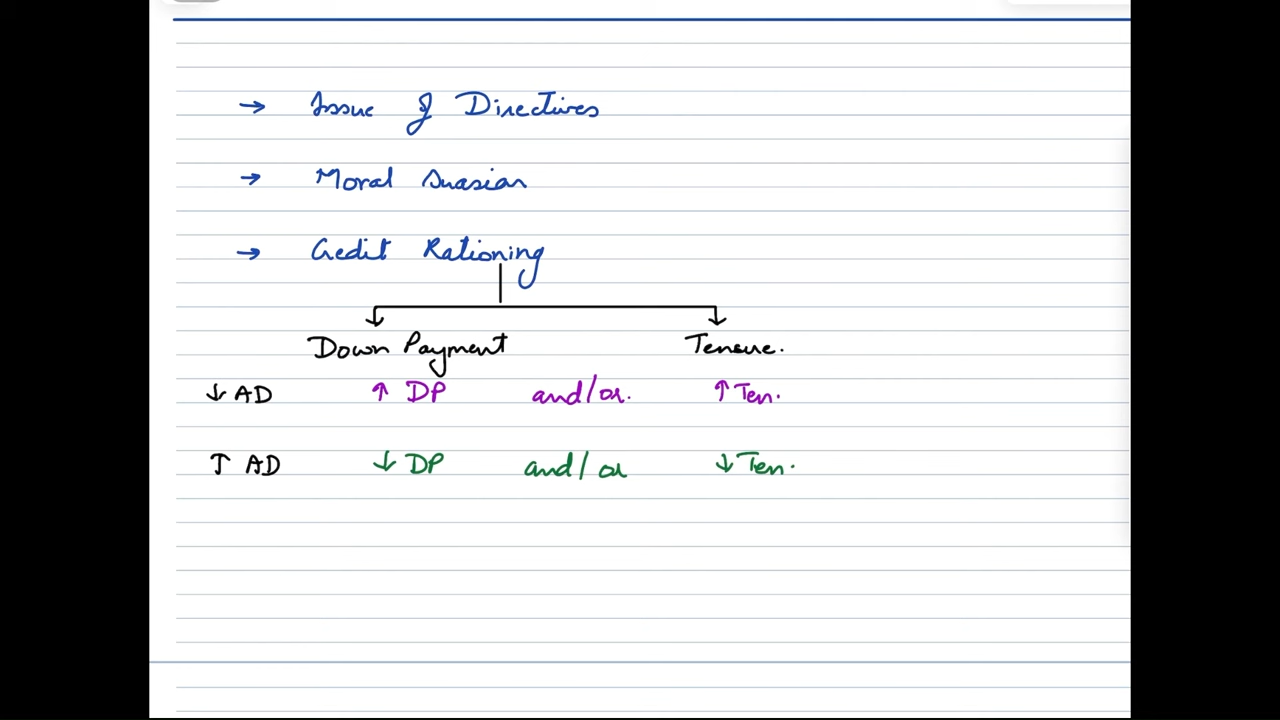 → Issue of Directives
→ Moral Suasion
→ Credit Rationing
Down Payment Tenure.
↓ AD ↑ DP and/or. ↑ Ten.
↑ AD ↓ DP and/or ↓ Ten.